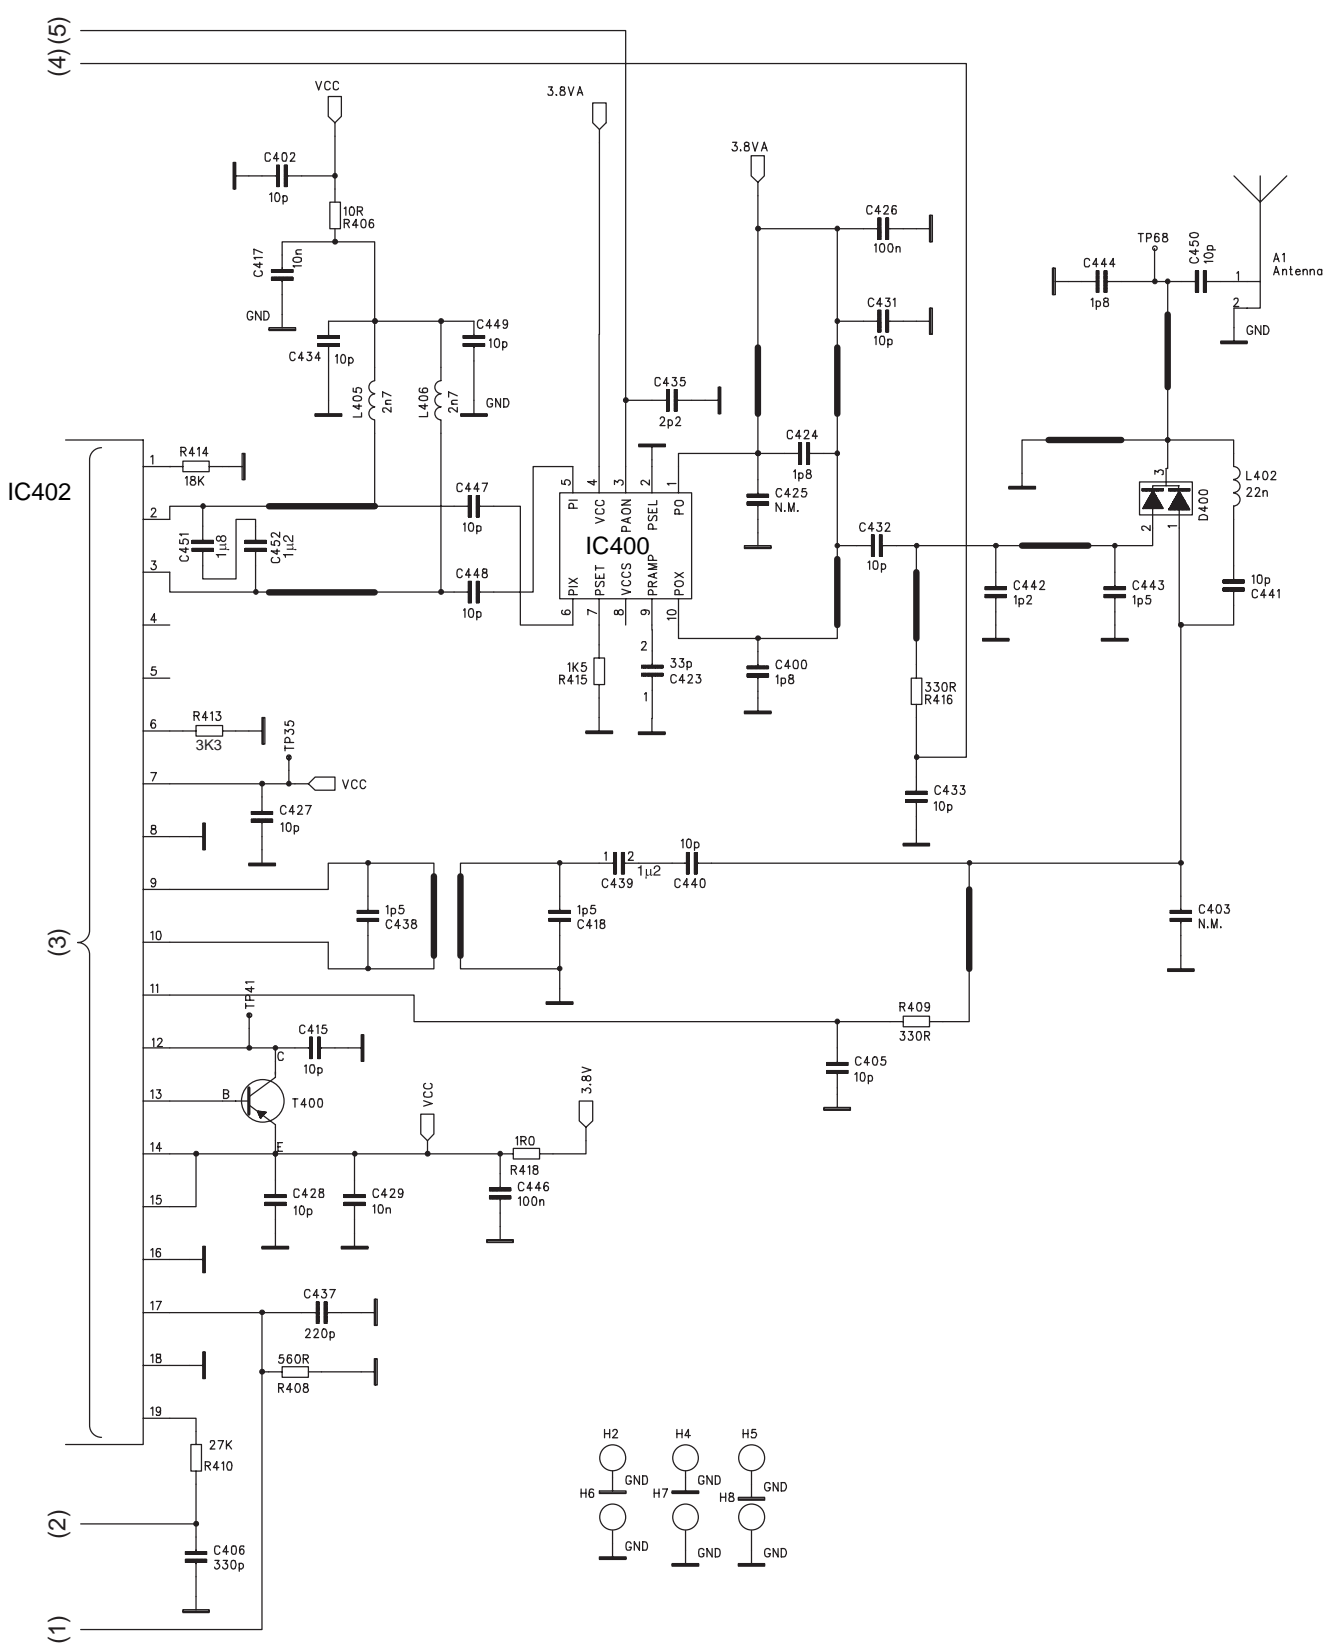 (5)
(4)
VCC
3.8VA
C402
10p
10R
R406
C417
10n
GND
C434
10p
C449
10p
L405
2n7
L406
2n7
GND
3.8VA
C426
100n
C431
10p
C435
2p2
C424
1p8
C425
N.M.
TP68
C450
10p
C444
1p8
A1
Antenna
1
2
GND
L402
22n
D400
3
2
1
10p
C441
IC402
1
R414
18K
2
C451
1µ8
C452
1µ2
3
C447
10p
C448
10p
5
4
3
2
1
PI
VCC
PAON
PSEL
PO
IC400
PIX
PSET
VCCS
PRAMP
POX
6
7
8
9
10
C432
10p
C442
1p2
C443
1p5
4
5
1K5
R415
2
33p
C423
1
C400
1p8
330R
R416
6
R413
3K3
TP35
7
VCC
C427
10p
8
C433
10p
9
1p5
C438
1p5
C418
1
2
1µ2
C439
10p
C440
C403
N.M.
(3)
10
11
TP41
R409
330R
12
C415
10p
C
C405
10p
13
B
T400
VCC
3.8V
14
E
1R0
R418
C428
10p
C429
10n
C446
100n
15
16
17
C437
220p
18
560R
R408
19
27K
R410
H2
H4
H5
GND
GND
GND
H6
H7
H8
GND
GND
GND
(2)
C406
330p
(1)